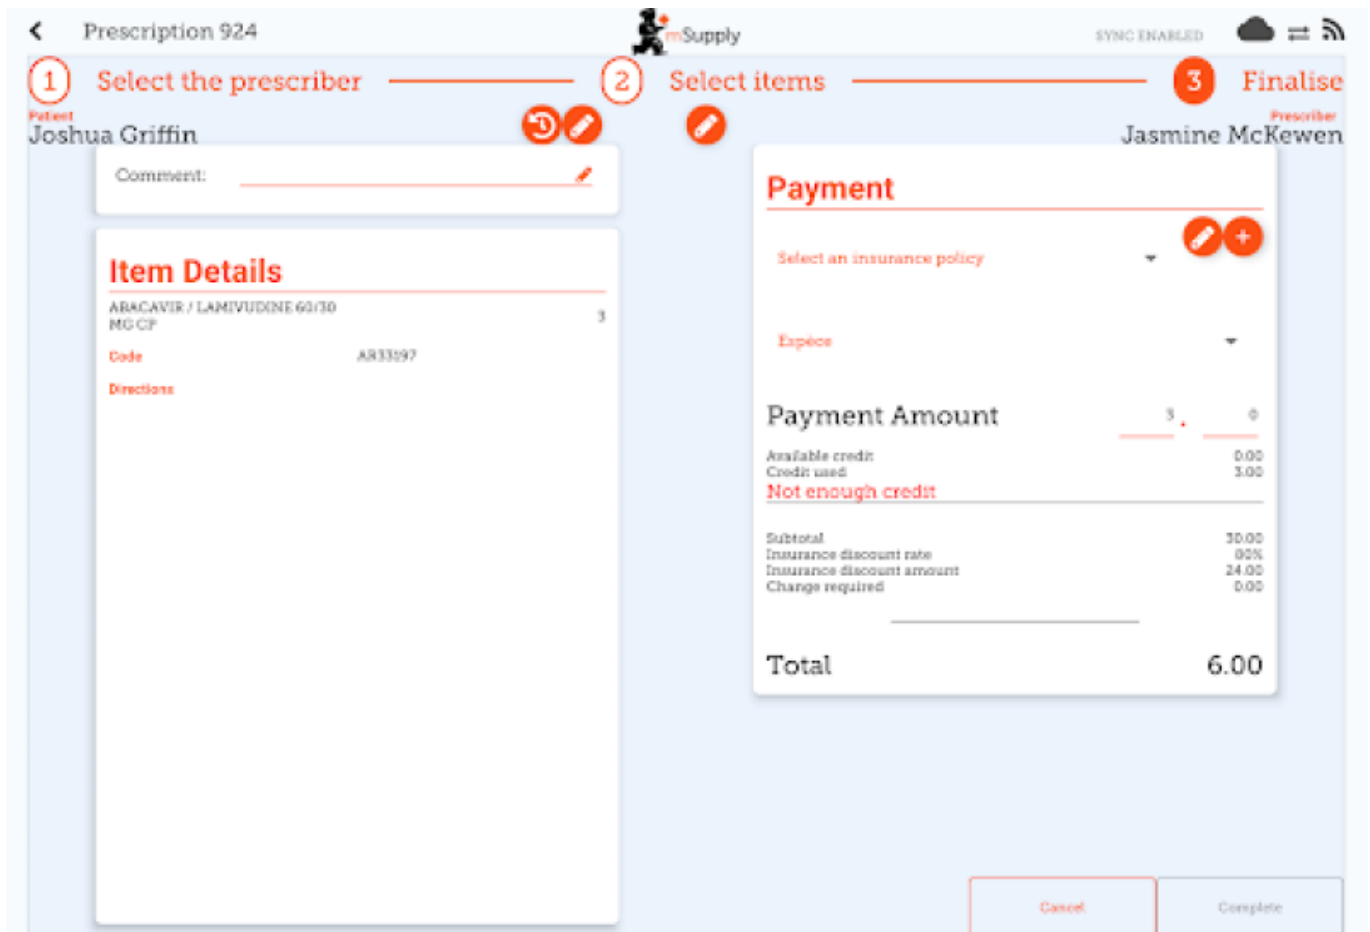 Prescription 924
mSupply
SYNC ENABLED
1 Select the prescriber
2 Select items
3 Finalise
Patient
Joshua Griffin
Prescriber
Jasmine McKewen
Comment:
Item Details
ABACAVIR / LAMIVUDINE 60/30
MG CP
3
Code AR33197
Directions
Payment
Select an insurance policy
Espéce
Payment Amount 3 . 0
Available credit 0.00
Credit used 3.00
Not enough credit
Subtotal 30.00
Insurance discount rate 80%
Insurance discount amount 24.00
Change required 0.00
Total 6.00
Cancel
Complete